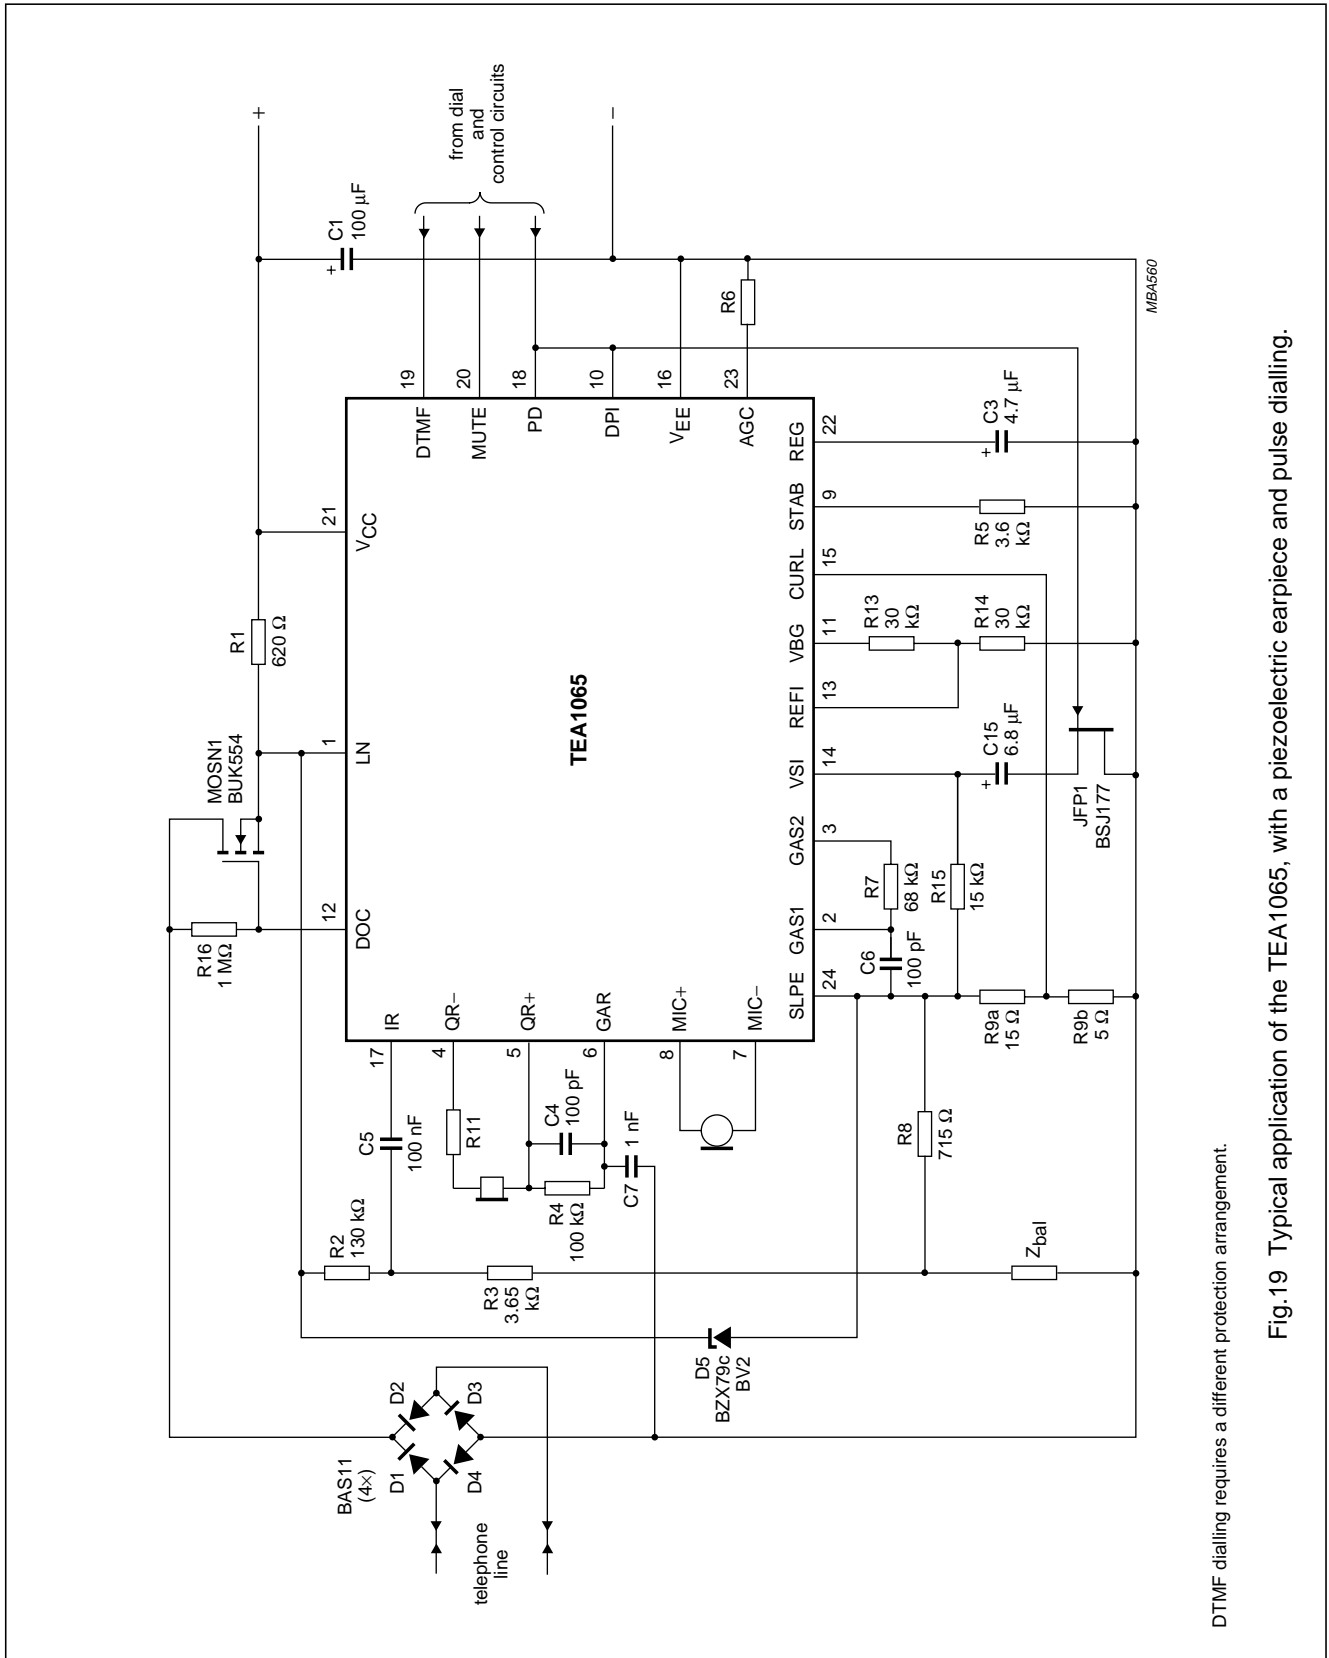 BAS11
(4×)
D1
D2
D3
D4
telephone
line
R16
1 MΩ
MOSN1
BUK554
R1
620 Ω
+
C1
100 µF
+
from dial
and
control circuits
−
R2
130 kΩ
R3
3.65
kΩ
C5
100 nF
R11
C4
100 pF
R4
100 kΩ
C7
1 nF
D5
BZX79c
BV2
Zbal
R8
715 Ω
TEA1065
12
DOC
1
LN
21
VCC
17
IR
4
QR−
5
QR+
6
GAR
8
MIC+
7
MIC−
19
DTMF
20
MUTE
18
PD
10
DPI
16
VEE
23
AGC
R6
SLPE
24
GAS1
2
GAS2
3
VSI
14
REFI
13
VBG
11
CURL
15
STAB
9
REG
22
C6
100 pF
R7
68 kΩ
R15
15 kΩ
R9a
15 Ω
R9b
5 Ω
+
C15
6.8 µF
JFP1
BSJ177
R13
30
kΩ
R14
30
kΩ
R5
3.6
kΩ
+
C3
4.7 µF
MBA560
DTMF dialling requires a different protection arrangement.
Fig.19 Typical application of the TEA1065, with a piezoelectric earpiece and pulse dialling.